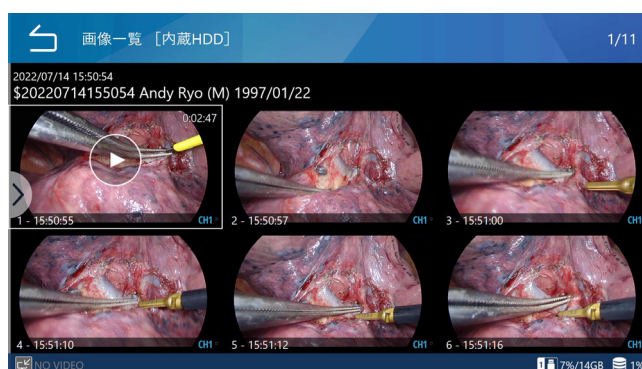 画像一覧 [内蔵HDD]
1/11
2022/07/14 15:50:54
$20220714155054 Andy Ryo (M) 1997/01/22
0:02:47
1 - 15:50:55 CH1
2 - 15:50:57 CH1
3 - 15:51:00 CH1
4 - 15:51:10 CH1
5 - 15:51:12 CH1
6 - 15:51:16 CH1
NO VIDEO
1 7%/14GB 1%